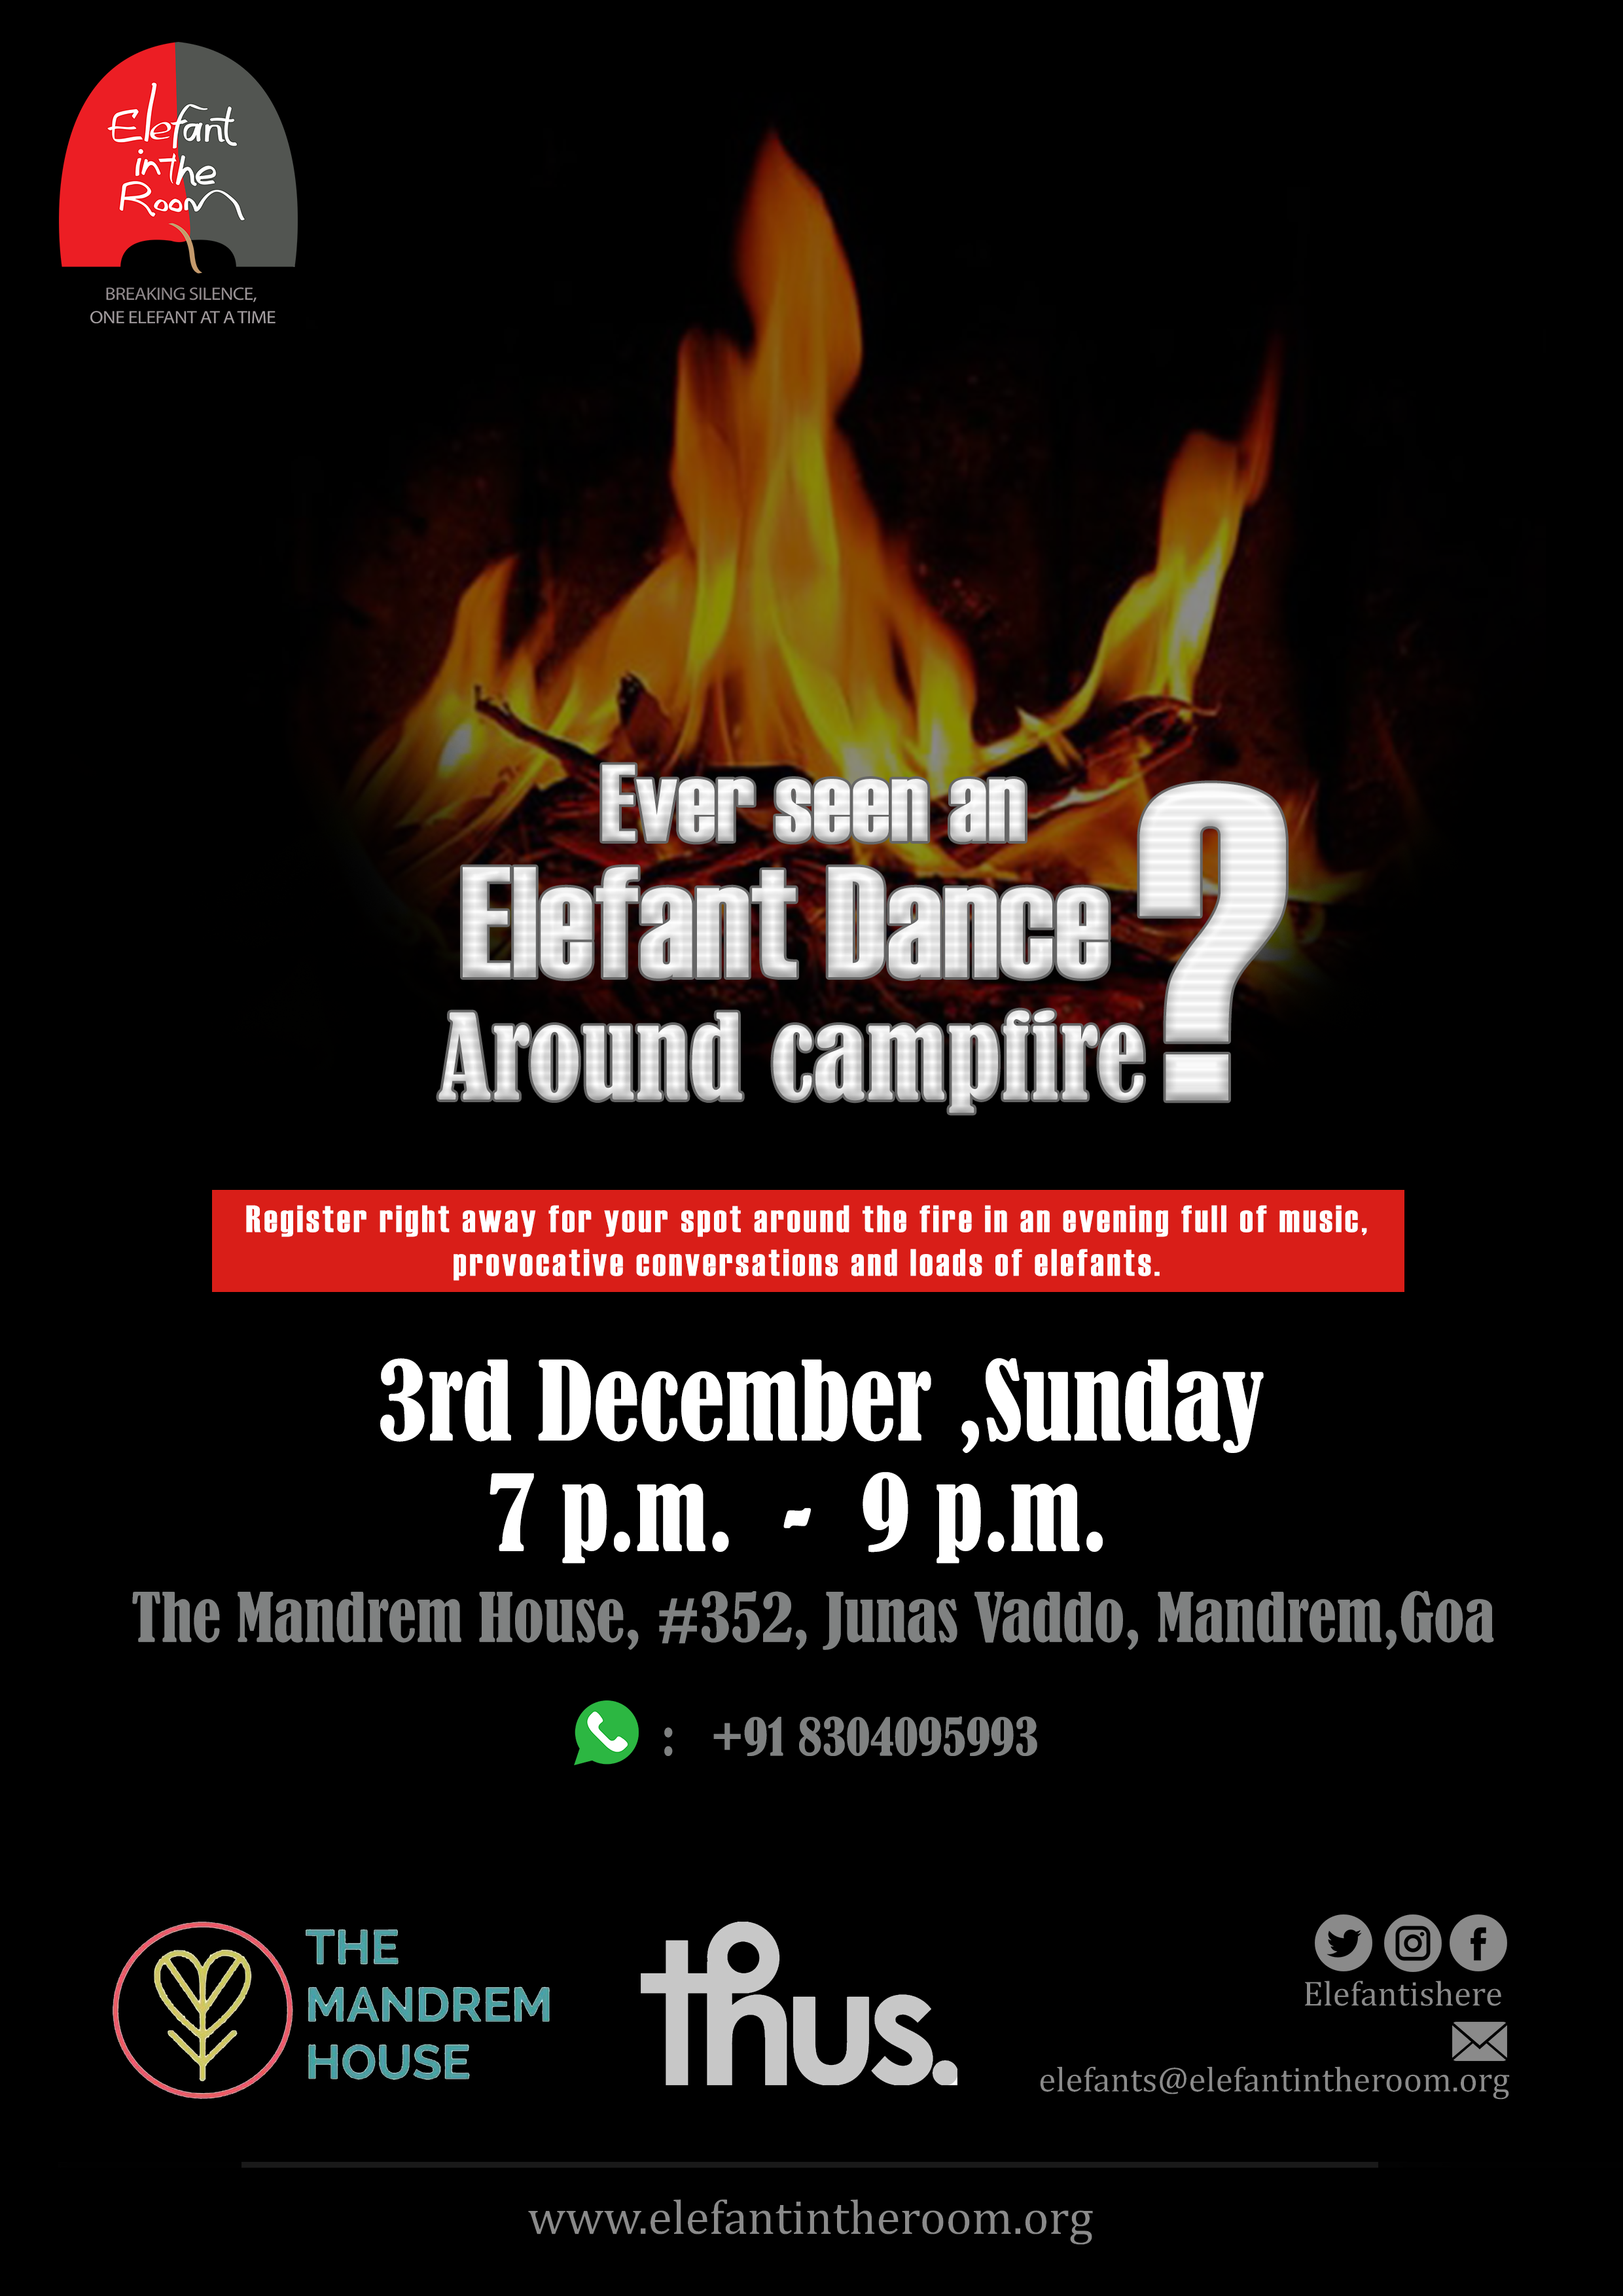 Elefant
in the
Room
BREAKING SILENCE,
ONE ELEFANT AT A TIME
Ever seen an
Elefant Dance
Around campfire?
Register right away for your spot around the fire in an evening full of music,
provocative conversations and loads of elefants.
3rd December ,Sunday
7 p.m. - 9 p.m.
The Mandrem House, #352, Junas Vaddo, Mandrem,Goa
: +91 8304095993
THE
MANDREM
HOUSE
thus.
Elefantishere
elefants@elefantintheroom.org
www.elefantintheroom.org